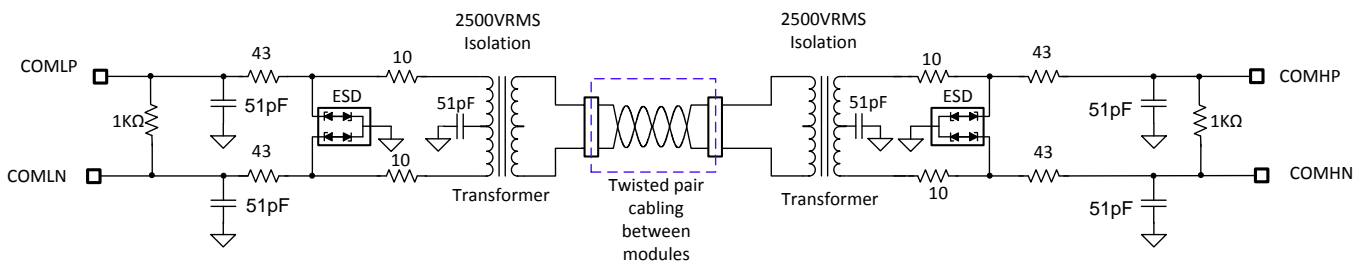 2500VRMS
Isolation
2500VRMS
Isolation
COMLP
43
10
10
43
COMHP
51pF
ESD
51pF
51pF
ESD
51pF
1KΩ
1KΩ
COMLN
43
10
10
43
COMHN
51pF
Transformer
Twisted pair
cabling
between
modules
Transformer
51pF